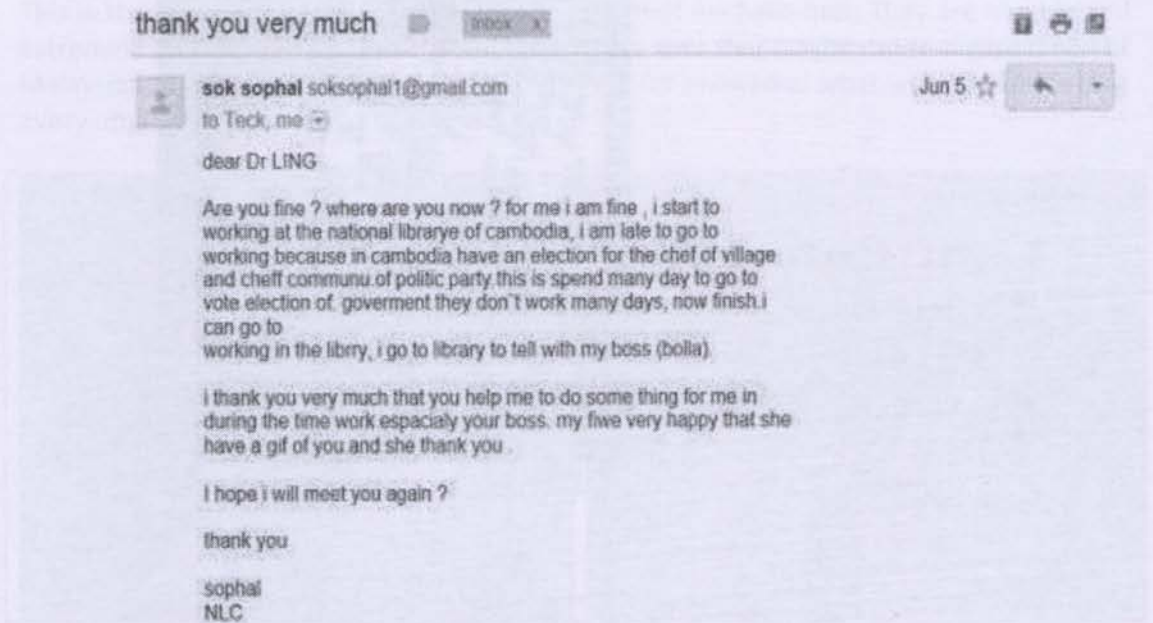 thank you very much
Inbox x
sok sophal soksophal1@gmail.com
Jun 5
to Teck, me
dear Dr LING
Are you fine ? where are you now ? for me i am fine , i start to
working at the national librarye of cambodia, i am late to go to
working because in cambodia have an election for the chef of village
and cheff communu.of politic party.this is spend many day to go to
vote election of. goverment they don`t work many days, now finish.i
can go to
working in the librry, i go to library to tell with my boss (bolla).
i thank you very much that you help me to do some thing for me in
during the time work espacialy your boss. my fiwe very happy that she
have a gif of you and she thank you .
I hope i will meet you again ?
thank you
sophal
NLC